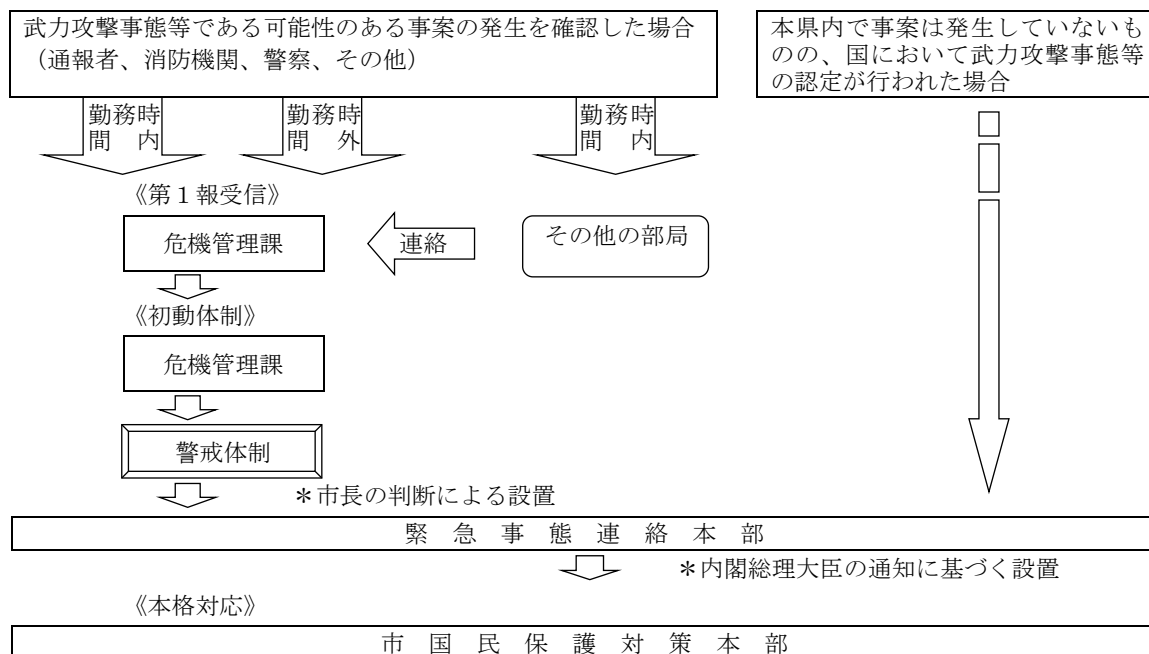 武力攻撃事態等である可能性のある事案の発生を確認した場合
（通報者、消防機関、警察、その他）
本県内で事案は発生していないも
のの、国において武力攻撃事態等
の認定が行われた場合
勤務時
間　内
勤務時
間　外
勤務時
間　内
《第１報受信》
危機管理課
連絡
その他の部局
《初動体制》
危機管理課
警戒体制
＊市長の判断による設置
緊　急　事　態　連　絡　本　部
＊内閣総理大臣の通知に基づく設置
《本格対応》
市　国　民　保　護　対　策　本　部